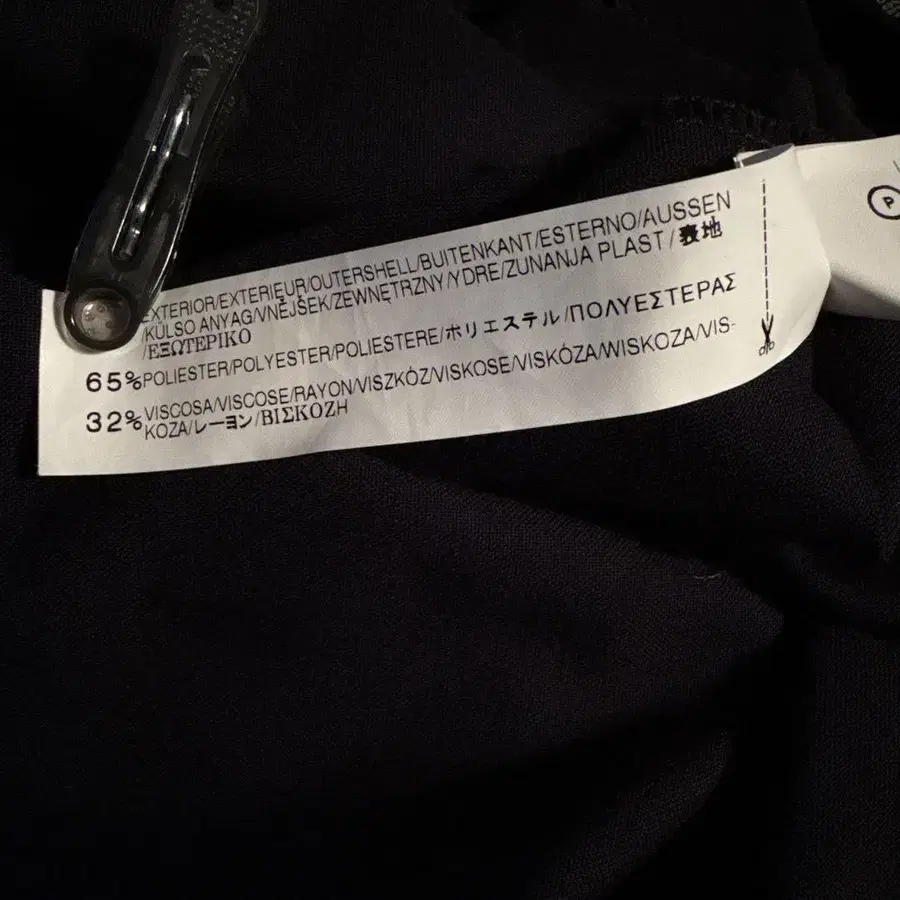 EXTERIOR/EXTERIEUR/OUTERSHELL/BUITENKANT/ESTERNO/AUSSEN
/KÜLSO ANYAG/VNĚJŠEK/ZEWNĘTRZNY/YDRE/ZUNANJA PLAST/表地
/ΕΞΩΤΕΡΙΚΟ
65% POLIESTER/POLYESTER/POLIESTERE/ポリエステル/ΠΟΛΥΕΣΤΕΡΑΣ
32% VISCOSA/VISCOSE/RAYON/VISZKÓZ/VISKOSE/VISKÓZA/WISKOZA/VIS-
KOZA/レーヨン/ΒΙΣΚΟΖΗ
P